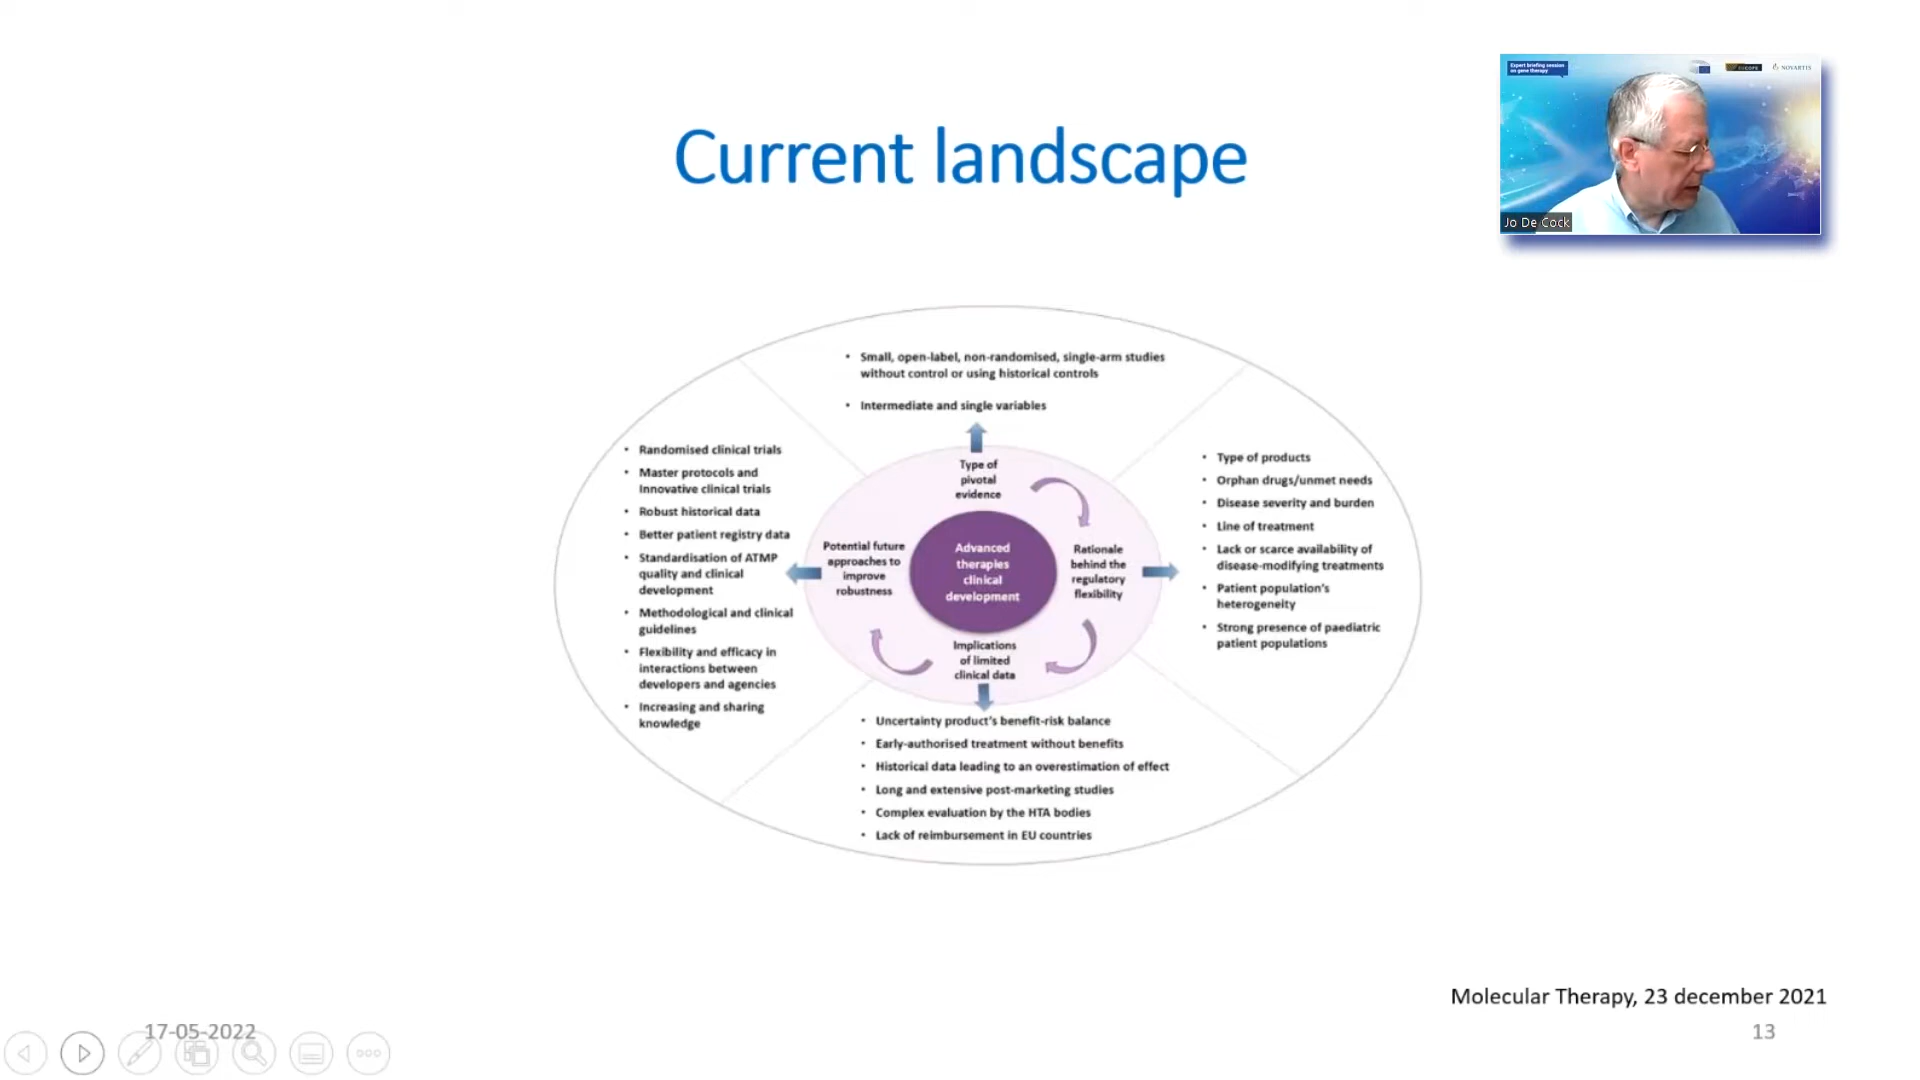 Expert briefing session
on gene therapy
NOVARTIS
Jo De Cock
Current landscape
• Small, open-label, non-randomised, single-arm studies
without control or using historical controls
• Intermediate and single variables
Type of
pivotal
evidence
• Randomised clinical trials
• Master protocols and
Innovative clinical trials
• Robust historical data
• Better patient registry data
• Standardisation of ATMP
quality and clinical
development
• Methodological and clinical
guidelines
• Flexibility and efficacy in
interactions between
developers and agencies
• Increasing and sharing
knowledge
Potential future
approaches to
improve
robustness
Advanced
therapies
clinical
development
Rationale
behind the
regulatory
flexibility
• Type of products
• Orphan drugs/unmet needs
• Disease severity and burden
• Line of treatment
• Lack or scarce availability of
disease-modifying treatments
• Patient population's
heterogeneity
• Strong presence of paediatric
patient populations
Implications
of limited
clinical data
• Uncertainty product's benefit-risk balance
• Early-authorised treatment without benefits
• Historical data leading to an overestimation of effect
• Long and extensive post-marketing studies
• Complex evaluation by the HTA bodies
• Lack of reimbursement in EU countries
Molecular Therapy, 23 december 2021
17-05-2022
13